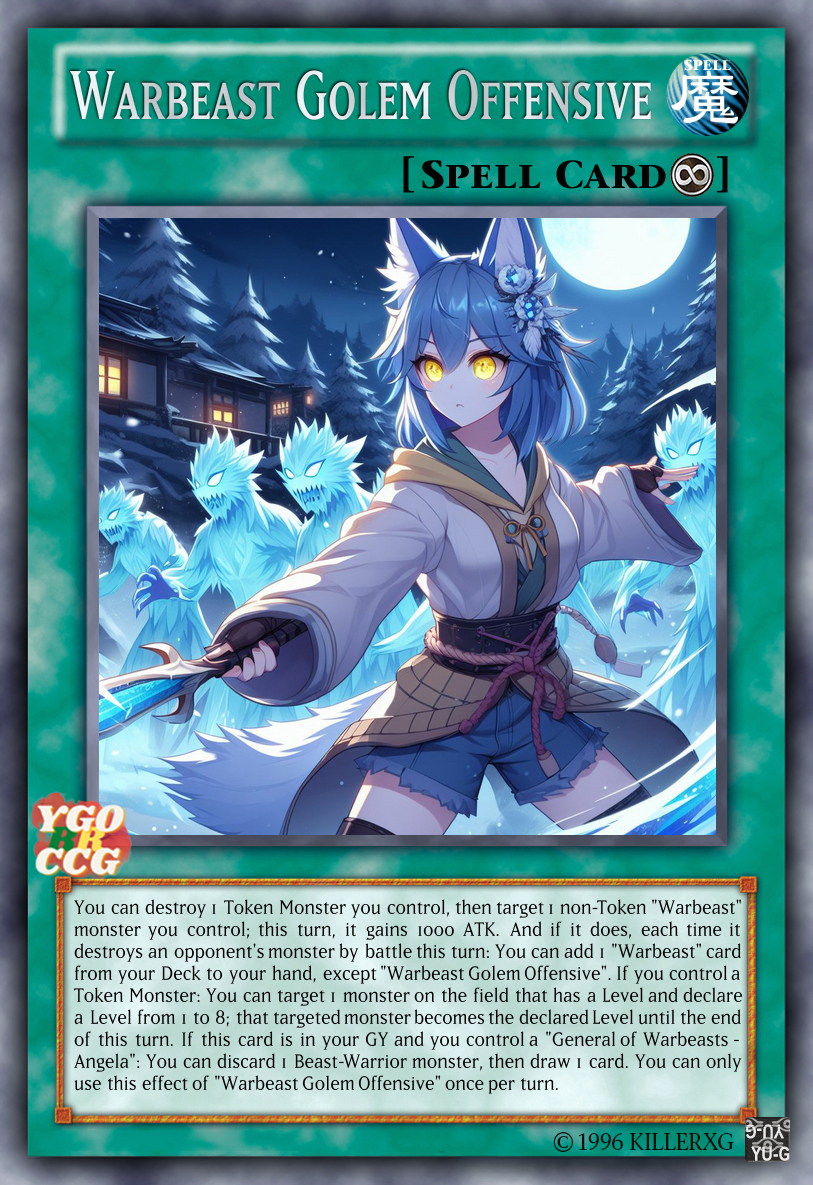 Warbeast Golem Offensive
SPELL
魔
[Spell Card∞]
YGO
RR
CCG
You can destroy 1 Token Monster you control, then target 1 non-Token "Warbeast"
monster you control; this turn, it gains 1000 ATK. And if it does, each time it
destroys an opponent's monster by battle this turn: You can add 1 "Warbeast" card
from your Deck to your hand, except "Warbeast Golem Offensive". If you control a
Token Monster: You can target 1 monster on the field that has a Level and declare
a Level from 1 to 8; that targeted monster becomes the declared Level until the end
of this turn. If this card is in your GY and you control a "General of Warbeasts -
Angela": You can discard 1 Beast-Warrior monster, then draw 1 card. You can only
use this effect of "Warbeast Golem Offensive" once per turn.
© 1996 KILLERXG
YU-G